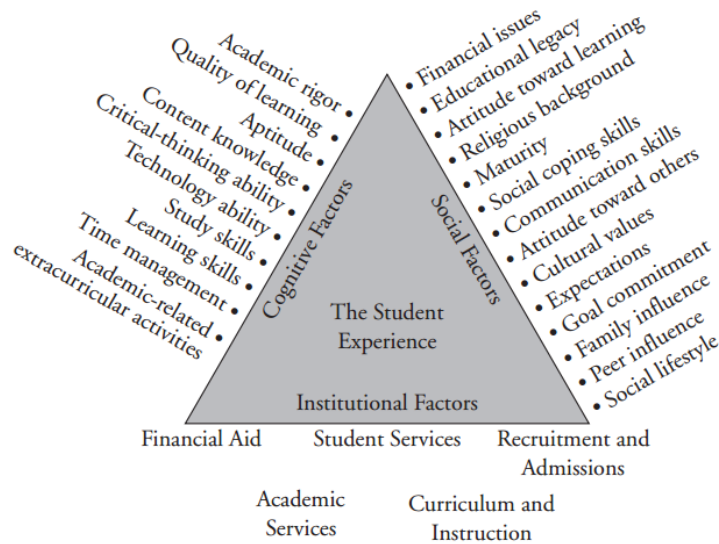 Academic rigor •
Quality of learning •
Aptitude •
Content knowledge •
Critical-thinking ability •
Technology ability •
Study skills •
Learning skills •
Time management •
Academic-related •
extracurricular activities
Cognitive Factors
• Financial issues
• Educational legacy
• Attitude toward learning
• Religious background
• Maturity
• Social coping skills
• Communication skills
• Attitude toward others
• Cultural values
• Expectations
• Goal commitment
• Family influence
• Peer influence
• Social lifestyle
Social Factors
The Student
Experience
Institutional Factors
Financial Aid
Student Services
Recruitment and
Admissions
Academic
Services
Curriculum and
Instruction